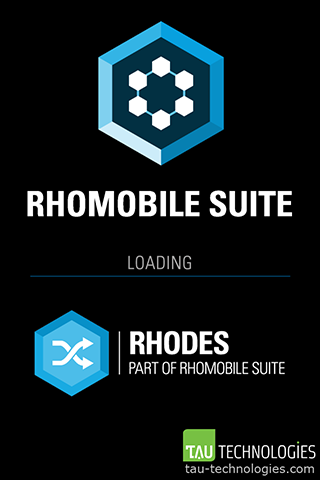 RHOMOBILE SUITE
LOADING
RHODES
PART OF RHOMOBILE SUITE
TAU TECHNOLOGIES
tau-technologies.com